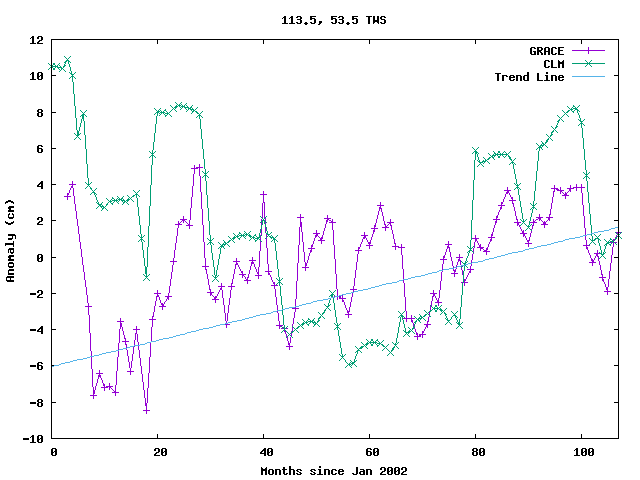 113.5, 53.5 TWS
GRACE
CLM
Trend Line
12
10
8
6
4
2
0
-2
-4
-6
-8
-10
Anomaly (cm)
0 20 40 60 80 100
Months since Jan 2002